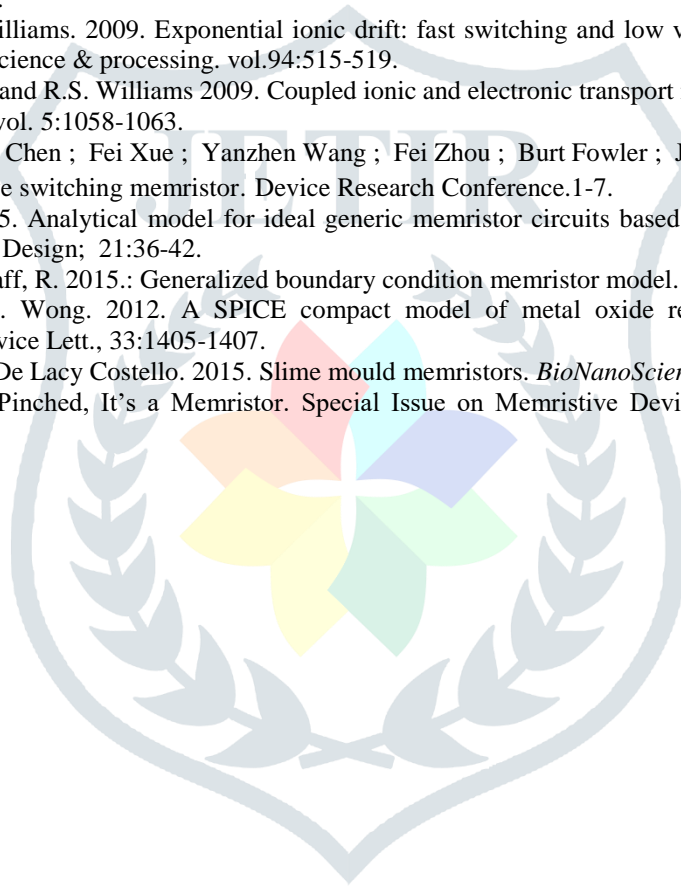 illiams. 2009. Exponential ionic drift: fast switching and low v
cience & processing. vol.94:515-519.
and R.S. Williams 2009. Coupled ionic and electronic transport
vol. 5:1058-1063.
Chen ; Fei Xue ; Yanzhen Wang ; Fei Zhou ; Burt Fowler ; J
e switching memristor. Device Research Conference.1-7.
5. Analytical model for ideal generic memristor circuits based
Design; 21:36-42.
aff, R. 2015.: Generalized boundary condition memristor model.
. Wong. 2012. A SPICE compact model of metal oxide re
vice Lett., 33:1405-1407.
De Lacy Costello. 2015. Slime mould memristors. BioNanoScien
Pinched, It's a Memristor. Special Issue on Memristive Devi
JETIR